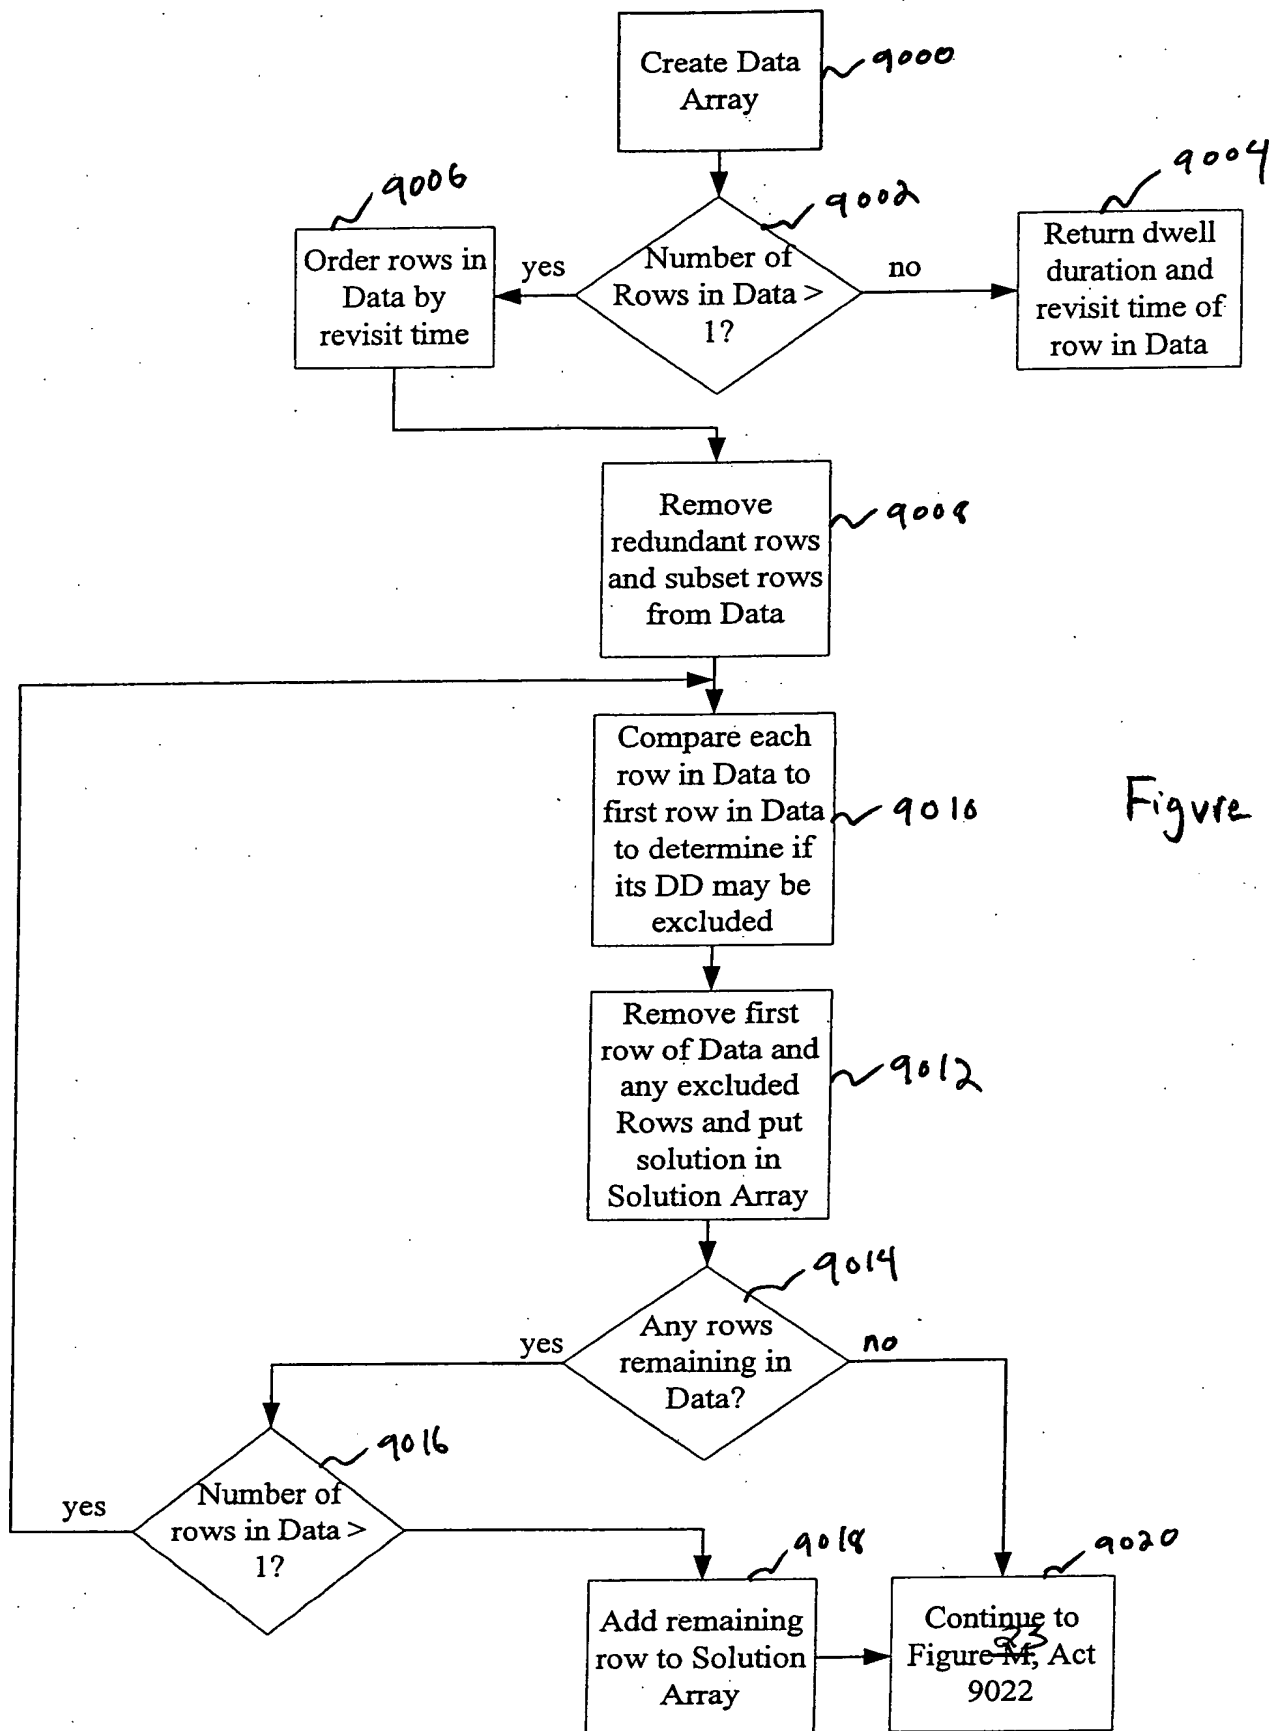 Create Data
Array
9000
9006
9002
9004
Order rows in
Data by
revisit time
yes
Number of
Rows in Data >
1?
no
Return dwell
duration and
revisit time of
row in Data
Remove
redundant rows
and subset rows
from Data
9008
Compare each
row in Data to
first row in Data
to determine if
its DD may be
excluded
9010
Figure
Remove first
row of Data and
any excluded
Rows and put
solution in
Solution Array
9012
9014
yes
Any rows
remaining in
Data?
no
9016
yes
Number of
rows in Data >
1?
9018
9020
Add remaining
row to Solution
Array
Continue to
23
Figure M, Act
9022